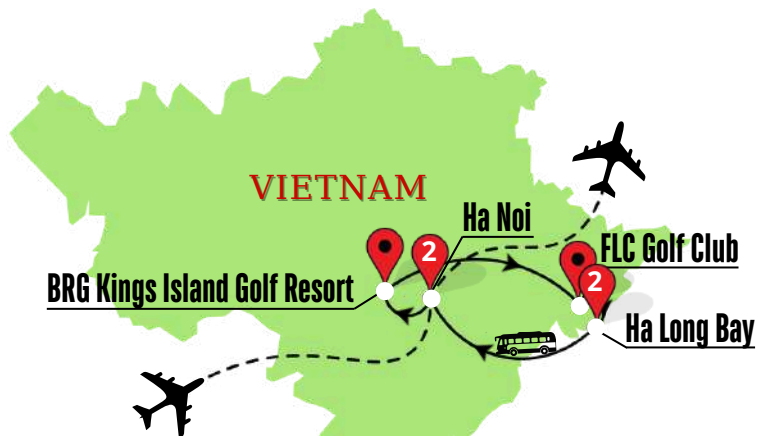 VIETNAM
Ha Noi
2
FLC Golf Club
2
BRG Kings Island Golf Resort
Ha Long Bay